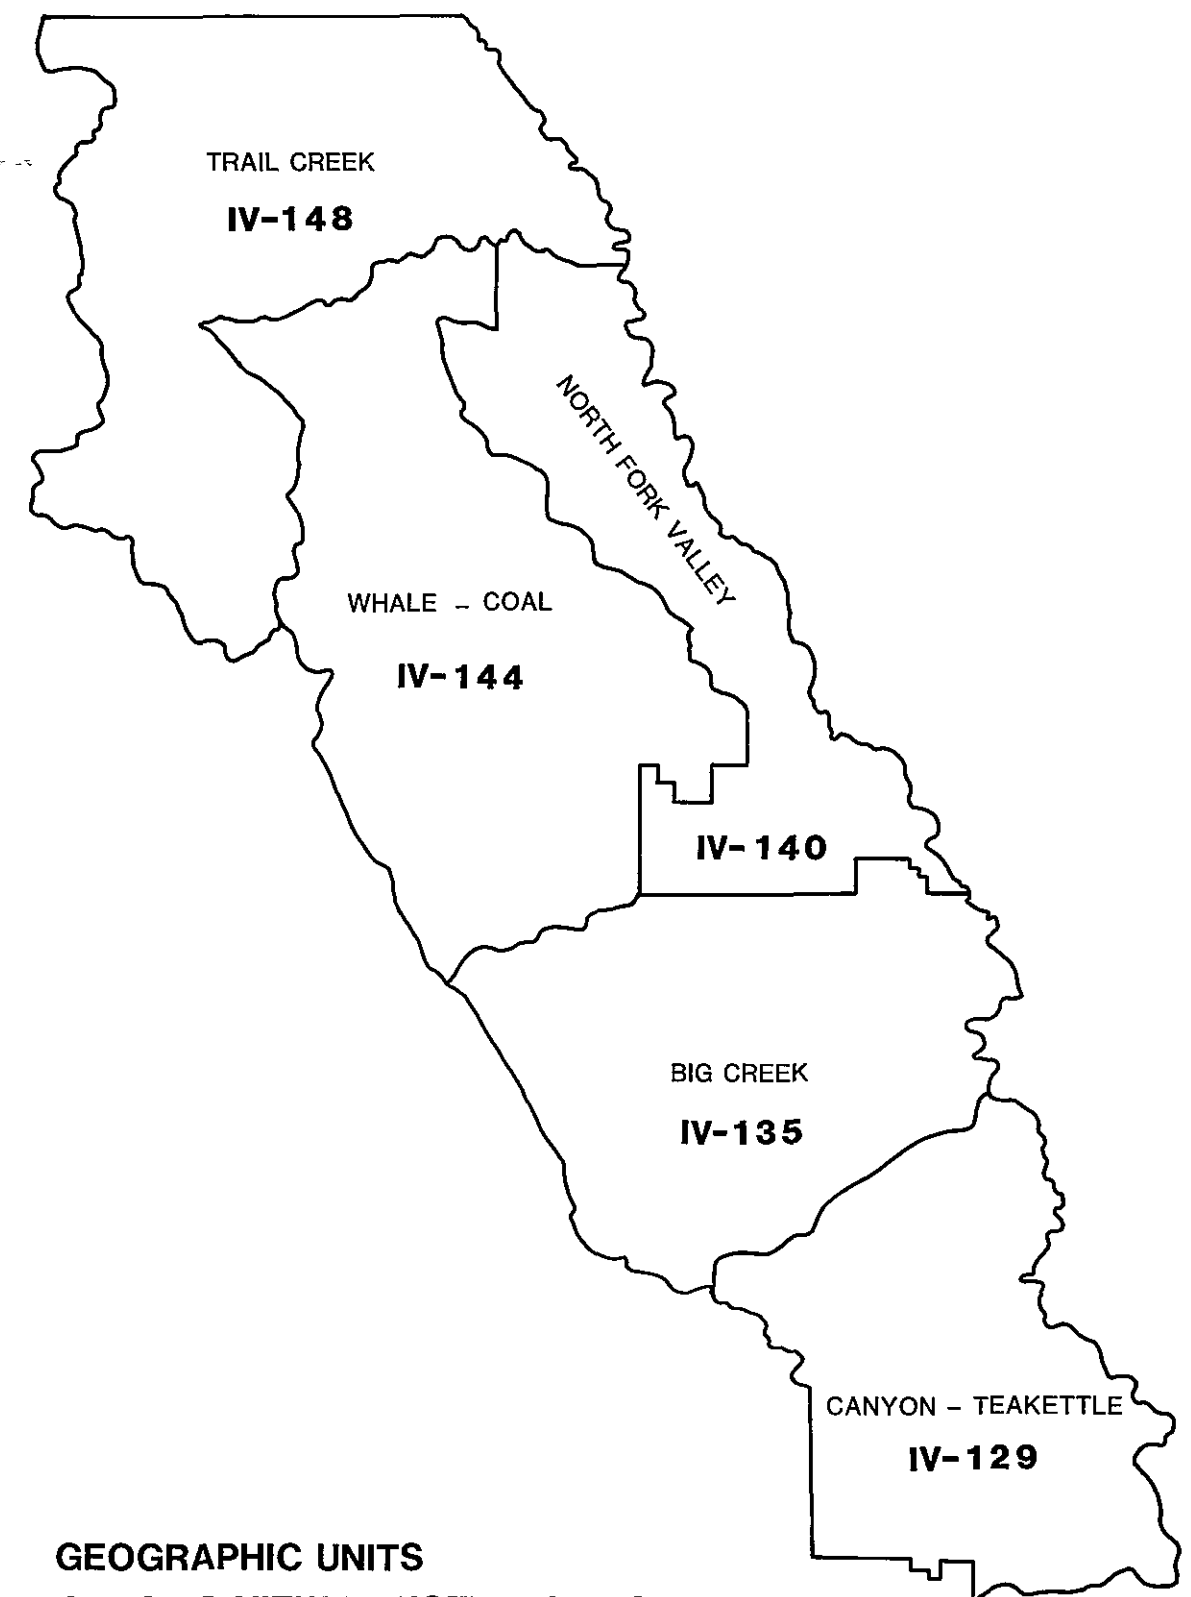 TRAIL CREEK
IV-148
NORTH FORK VALLEY
WHALE - COAL
IV-144
IV-140
BIG CREEK
IV-135
CANYON - TEAKETTLE
IV-129
GEOGRAPHIC UNITS